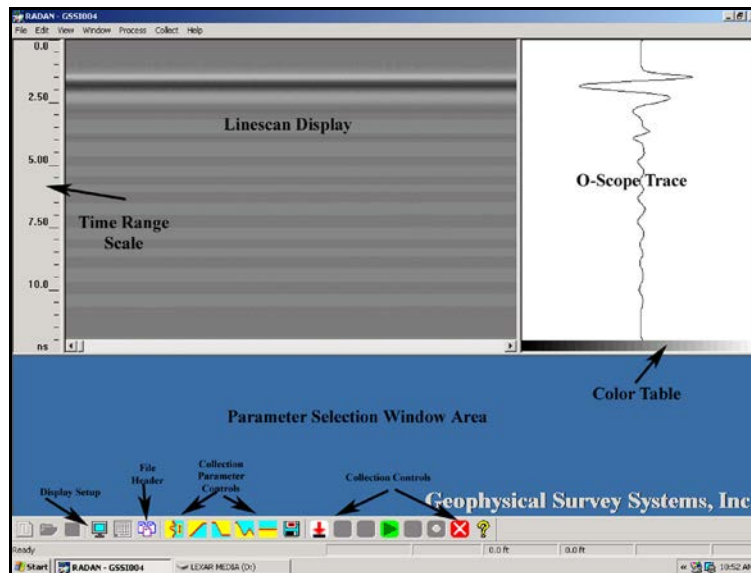 RADAN - GSSI004
File Edit View Window Process Collect Help
0.0
2.50
5.00
7.50
10.0
ns
Linescan Display
Time Range
Scale
O-Scope Trace
Color Table
Parameter Selection Window Area
Display Setup
File
Header
Collection
Parameter
Controls
Collection Controls
Geophysical Survey Systems, Inc
Ready
0.0 ft 0.0 ft
Start RADAN - GSSI004 LEXAR MEDIA (D:) « 10:52 AM